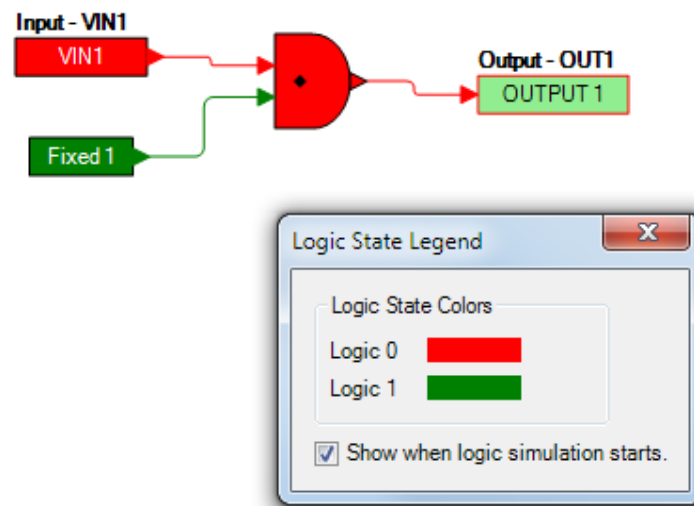 Input - VIN1
VIN1
Output - OUT1
OUTPUT 1
Fixed 1
Logic State Legend
Logic State Colors
Logic 0
Logic 1
Show when logic simulation starts.